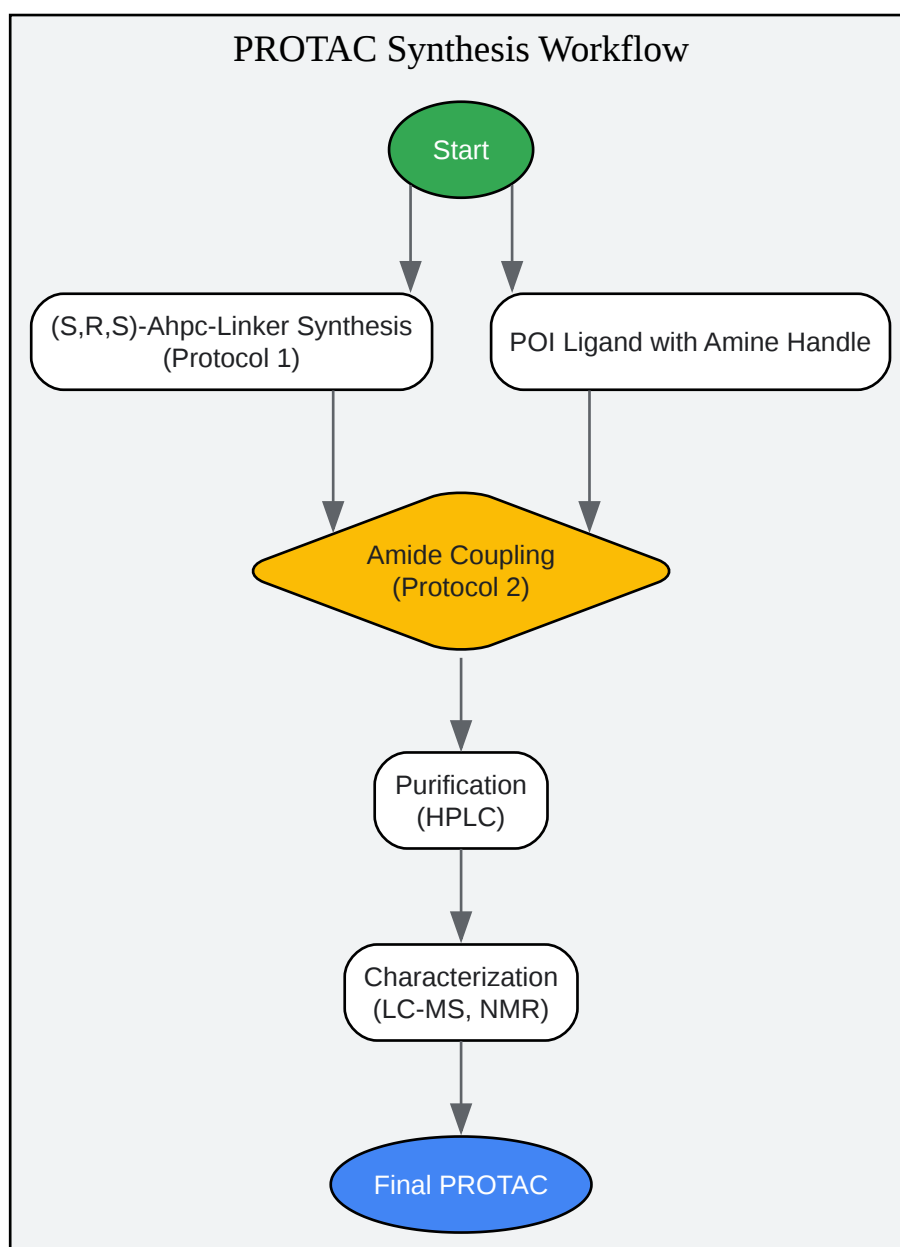 PROTAC Synthesis Workflow
Start
(S,R,S)-Ahpc-Linker Synthesis
(Protocol 1)
POI Ligand with Amine Handle
Amide Coupling
(Protocol 2)
Purification
(HPLC)
Characterization
(LC-MS, NMR)
Final PROTAC